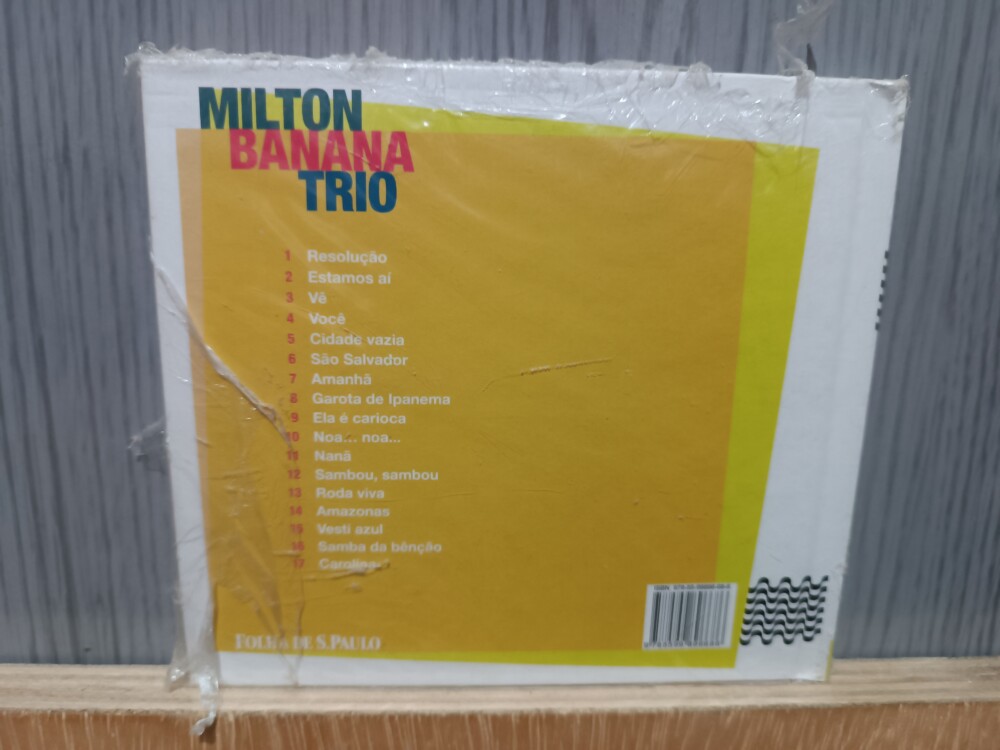 MILTON
BANANA
TRIO
1 Resolução
2 Estamos aí
3 Vê
4 Você
5 Cidade vazia
6 São Salvador
7 Amanhã
8 Garota de Ipanema
9 Ela é carioca
10 Noa... noa...
11 Nanã
12 Sambou, sambou
13 Roda viva
14 Amazonas
15 Vesti azul
16 Samba da bênção
17 Carolina
FOLHA DE S.PAULO
ISBN